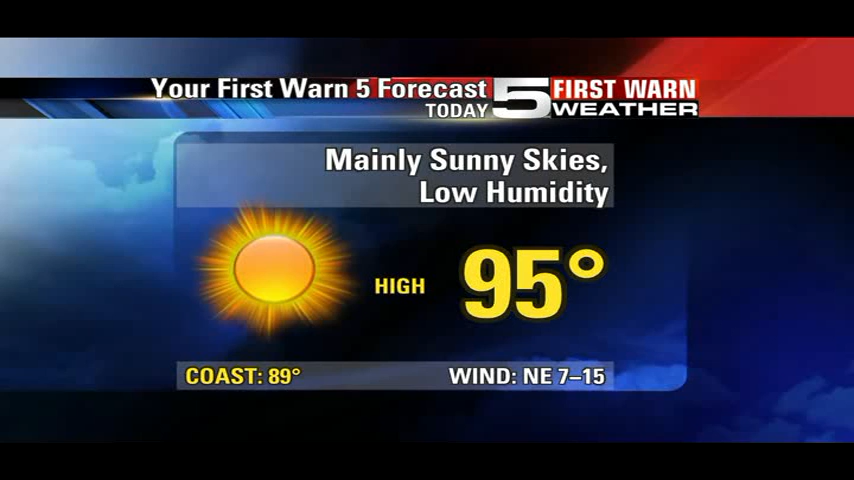 Your First Warn 5 Forecast
TODAY
5 FIRST WARN
WEATHER
Mainly Sunny Skies,
Low Humidity
HIGH 95°
COAST: 89° WIND: NE 7–15